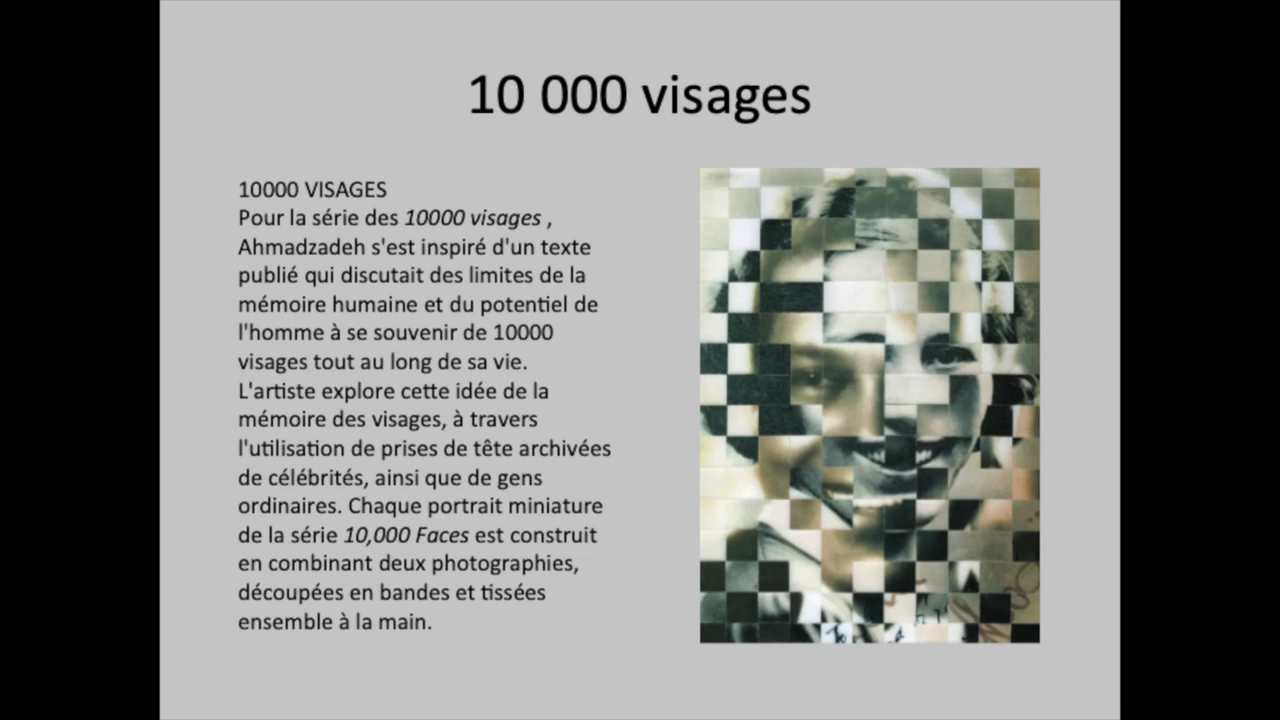 10 000 visages
10000 VISAGES
Pour la série des 10000 visages ,
Ahmadzadeh s'est inspiré d'un texte
publié qui discutait des limites de la
mémoire humaine et du potentiel de
l'homme à se souvenir de 10000
visages tout au long de sa vie.
L'artiste explore cette idée de la
mémoire des visages, à travers
l'utilisation de prises de tête archivées
de célébrités, ainsi que de gens
ordinaires. Chaque portrait miniature
de la série 10,000 Faces est construit
en combinant deux photographies,
découpées en bandes et tissées
ensemble à la main.